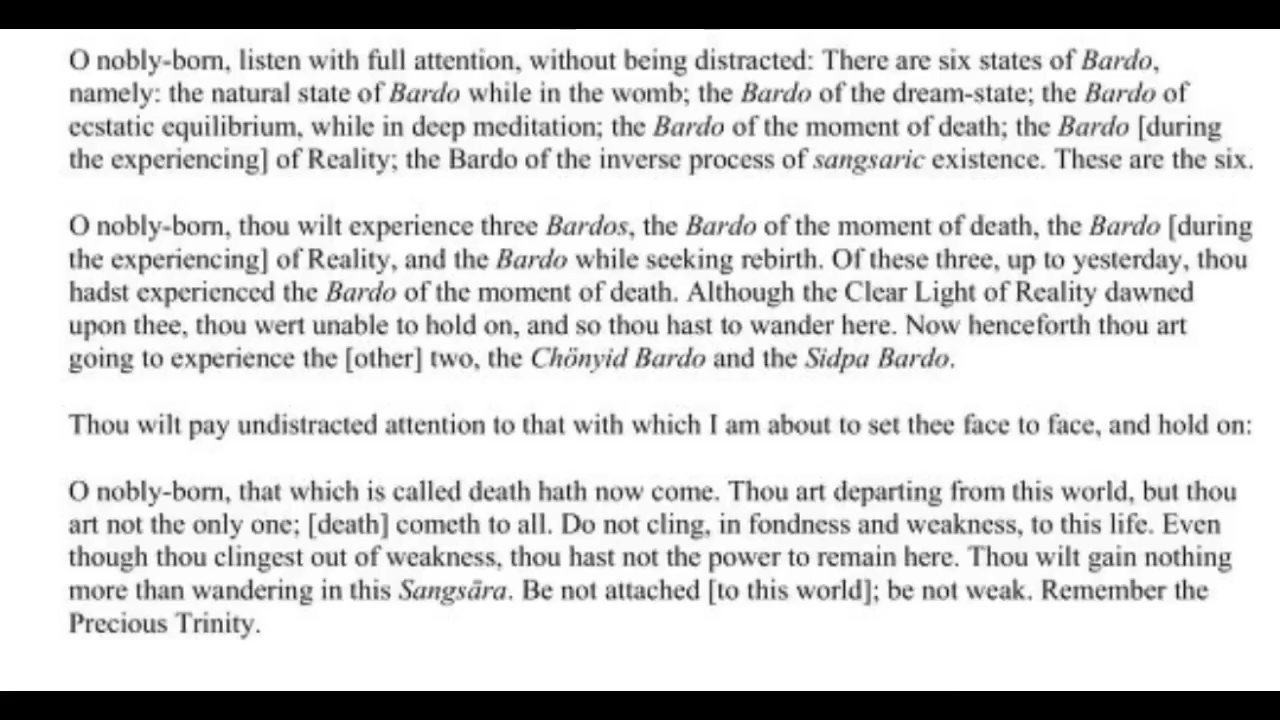 O nobly-born, listen with full attention, without being distracted: There are six states of Bardo,
namely: the natural state of Bardo while in the womb; the Bardo of the dream-state; the Bardo of
ecstatic equilibrium, while in deep meditation; the Bardo of the moment of death; the Bardo [during
the experiencing] of Reality; the Bardo of the inverse process of sangsaric existence. These are the six.
O nobly-born, thou wilt experience three Bardos, the Bardo of the moment of death, the Bardo [during
the experiencing] of Reality, and the Bardo while seeking rebirth. Of these three, up to yesterday, thou
hadst experienced the Bardo of the moment of death. Although the Clear Light of Reality dawned
upon thee, thou wert unable to hold on, and so thou hast to wander here. Now henceforth thou art
going to experience the [other] two, the Chönyid Bardo and the Sidpa Bardo.
Thou wilt pay undistracted attention to that with which I am about to set thee face to face, and hold on:
O nobly-born, that which is called death hath now come. Thou art departing from this world, but thou
art not the only one; [death] cometh to all. Do not cling, in fondness and weakness, to this life. Even
though thou clingest out of weakness, thou hast not the power to remain here. Thou wilt gain nothing
more than wandering in this Sangsāra. Be not attached [to this world]; be not weak. Remember the
Precious Trinity.